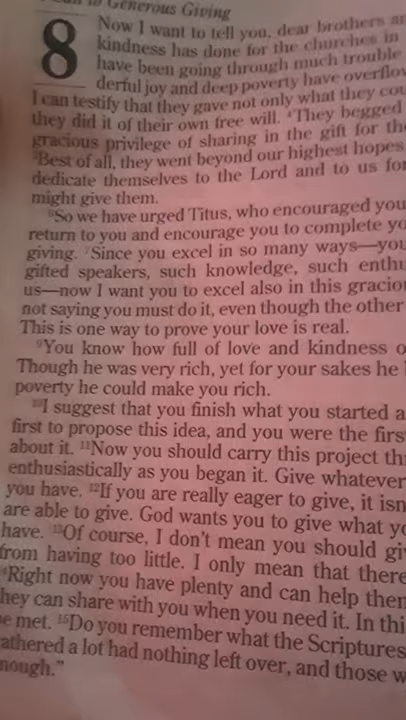 to Generous Giving
8 Now I want to tell you, dear brothers
kindness has done for the churches in
have been going through much trouble
derful joy and deep poverty have overflo
I can testify that they gave not only what they cou
they did it of their own free will. ⁴They begged
gracious privilege of sharing in the gift for th
⁵Best of all, they went beyond our highest hopes
dedicate themselves to the Lord and to us for
might give them.
⁶So we have urged Titus, who encouraged you
return to you and encourage you to complete yo
giving. ⁷Since you excel in so many ways—you
gifted speakers, such knowledge, such enthu
us—now I want you to excel also in this graciou
not saying you must do it, even though the other
This is one way to prove your love is real.
⁹You know how full of love and kindness o
Though he was very rich, yet for your sakes he
poverty he could make you rich.
¹⁰I suggest that you finish what you started a
first to propose this idea, and you were the firs
about it. ¹¹Now you should carry this project th
enthusiastically as you began it. Give whatever
you have. ¹²If you are really eager to give, it isn
are able to give. God wants you to give what yo
have. ¹³Of course, I don't mean you should gi
from having too little. I only mean that there
⁴Right now you have plenty and can help them
hey can share with you when you need it. In thi
e met. ¹⁵Do you remember what the Scriptures
athered a lot had nothing left over, and those w
nough."